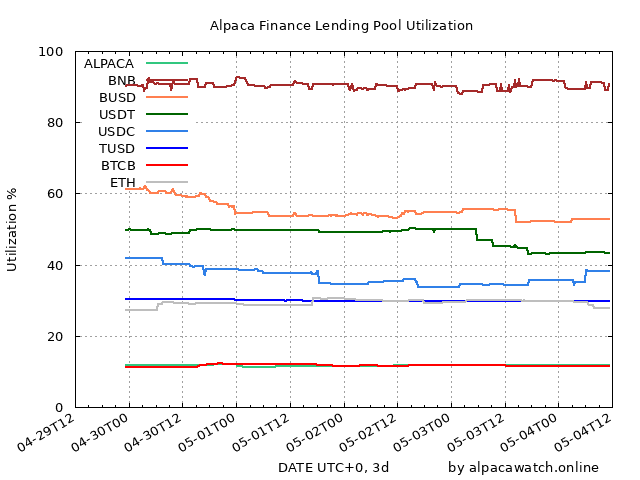 Alpaca Finance Lending Pool Utilization
100
80
60
40
20
0
Utilization %
ALPACA
BNB
BUSD
USDT
USDC
TUSD
BTCB
ETH
04-29T12
04-30T00
04-30T12
05-01T00
05-01T12
05-02T00
05-02T12
05-03T00
05-03T12
05-04T00
05-04T12
DATE UTC+0, 3d
by alpacawatch.online